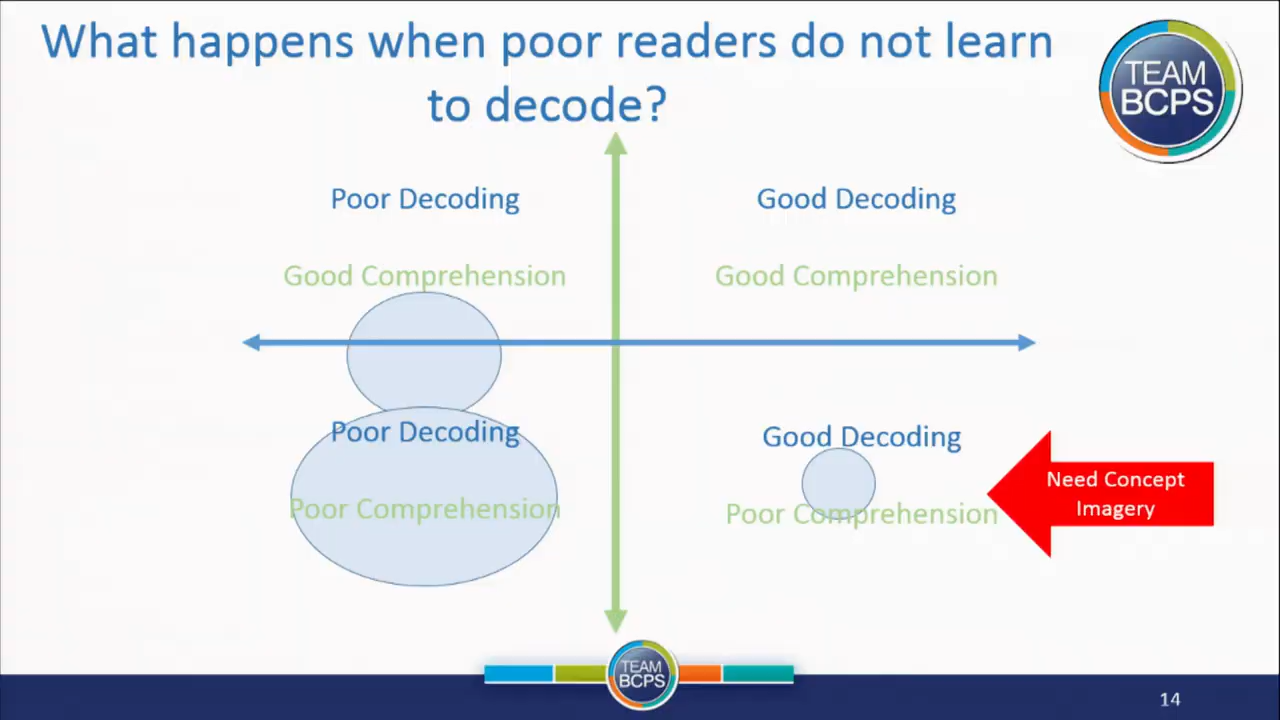 What happens when poor readers do not learn
to decode?
TEAM
BCPS
Poor Decoding
Good Decoding
Good Comprehension
Good Comprehension
Poor Decoding
Good Decoding
Poor Comprehension
Poor Comprehension
Need Concept
Imagery
TEAM
BCPS
14